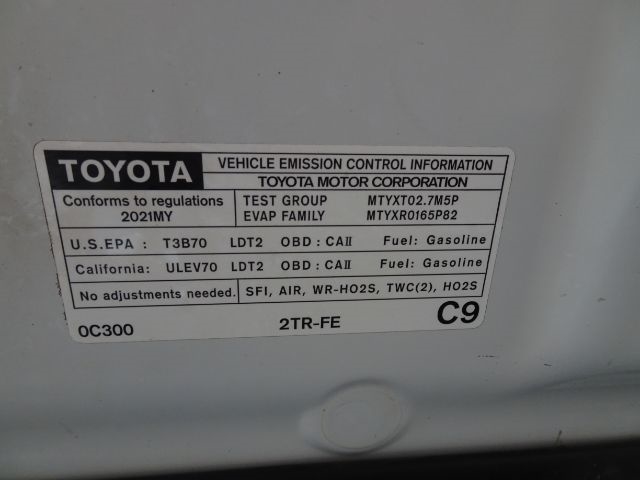 TOYOTA
VEHICLE EMISSION CONTROL INFORMATION
TOYOTA MOTOR CORPORATION
Conforms to regulations
2021MY
TEST GROUP MTYXT02.7M5P
EVAP FAMILY MTYXR0165P82
U.S.EPA : T3B70 LDT2 OBD : CAⅡ Fuel: Gasoline
California: ULEV70 LDT2 OBD : CAⅡ Fuel: Gasoline
No adjustments needed. SFI, AIR, WR-HO2S, TWC(2), HO2S
0C300 2TR-FE C9